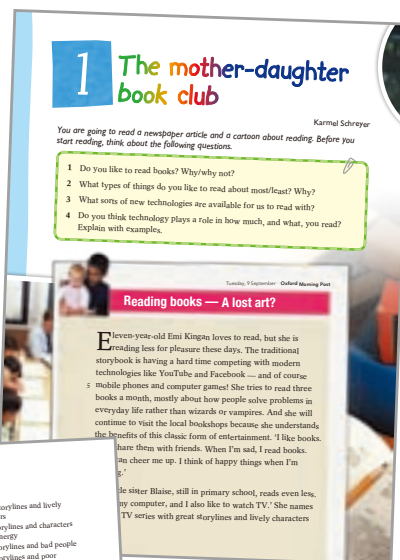 1
The mother-daughter
book club
Karmel Schreyer
You are going to read a newspaper article and a cartoon about reading. Before you
start reading, think about the following questions.
1 Do you like to read books? Why/why not?
2 What types of things do you like to read about most/least? Why?
3 What sorts of new technologies are available for us to read with?
4 Do you think technology plays a role in how much, and what, you read?
Explain with examples.
Tuesday, 9 September Oxford Morning Post
Reading books — A lost art?
Eleven-year-old Emi Kingan loves to read, but she is
reading less for pleasure these days. The traditional
storybook is having a hard time competing with modern
technologies like YouTube and Facebook — and of course
5 mobile phones and computer games! She tries to read three
books a month, mostly about how people solve problems in
everyday life rather than wizards or vampires. And she will
continue to visit the local bookshops because she understands
the benefits of this classic form of entertainment. 'I like books.
share them with friends. When I'm sad, I read books.
can cheer me up. I think of happy things when I'm
.'
sister Blaise, still in primary school, reads even less.
my computer, and I also like to watch TV.' She names
TV series with great storylines and lively characters
storylines and lively
storylines and characters
storylines and bad people
storylines and poor